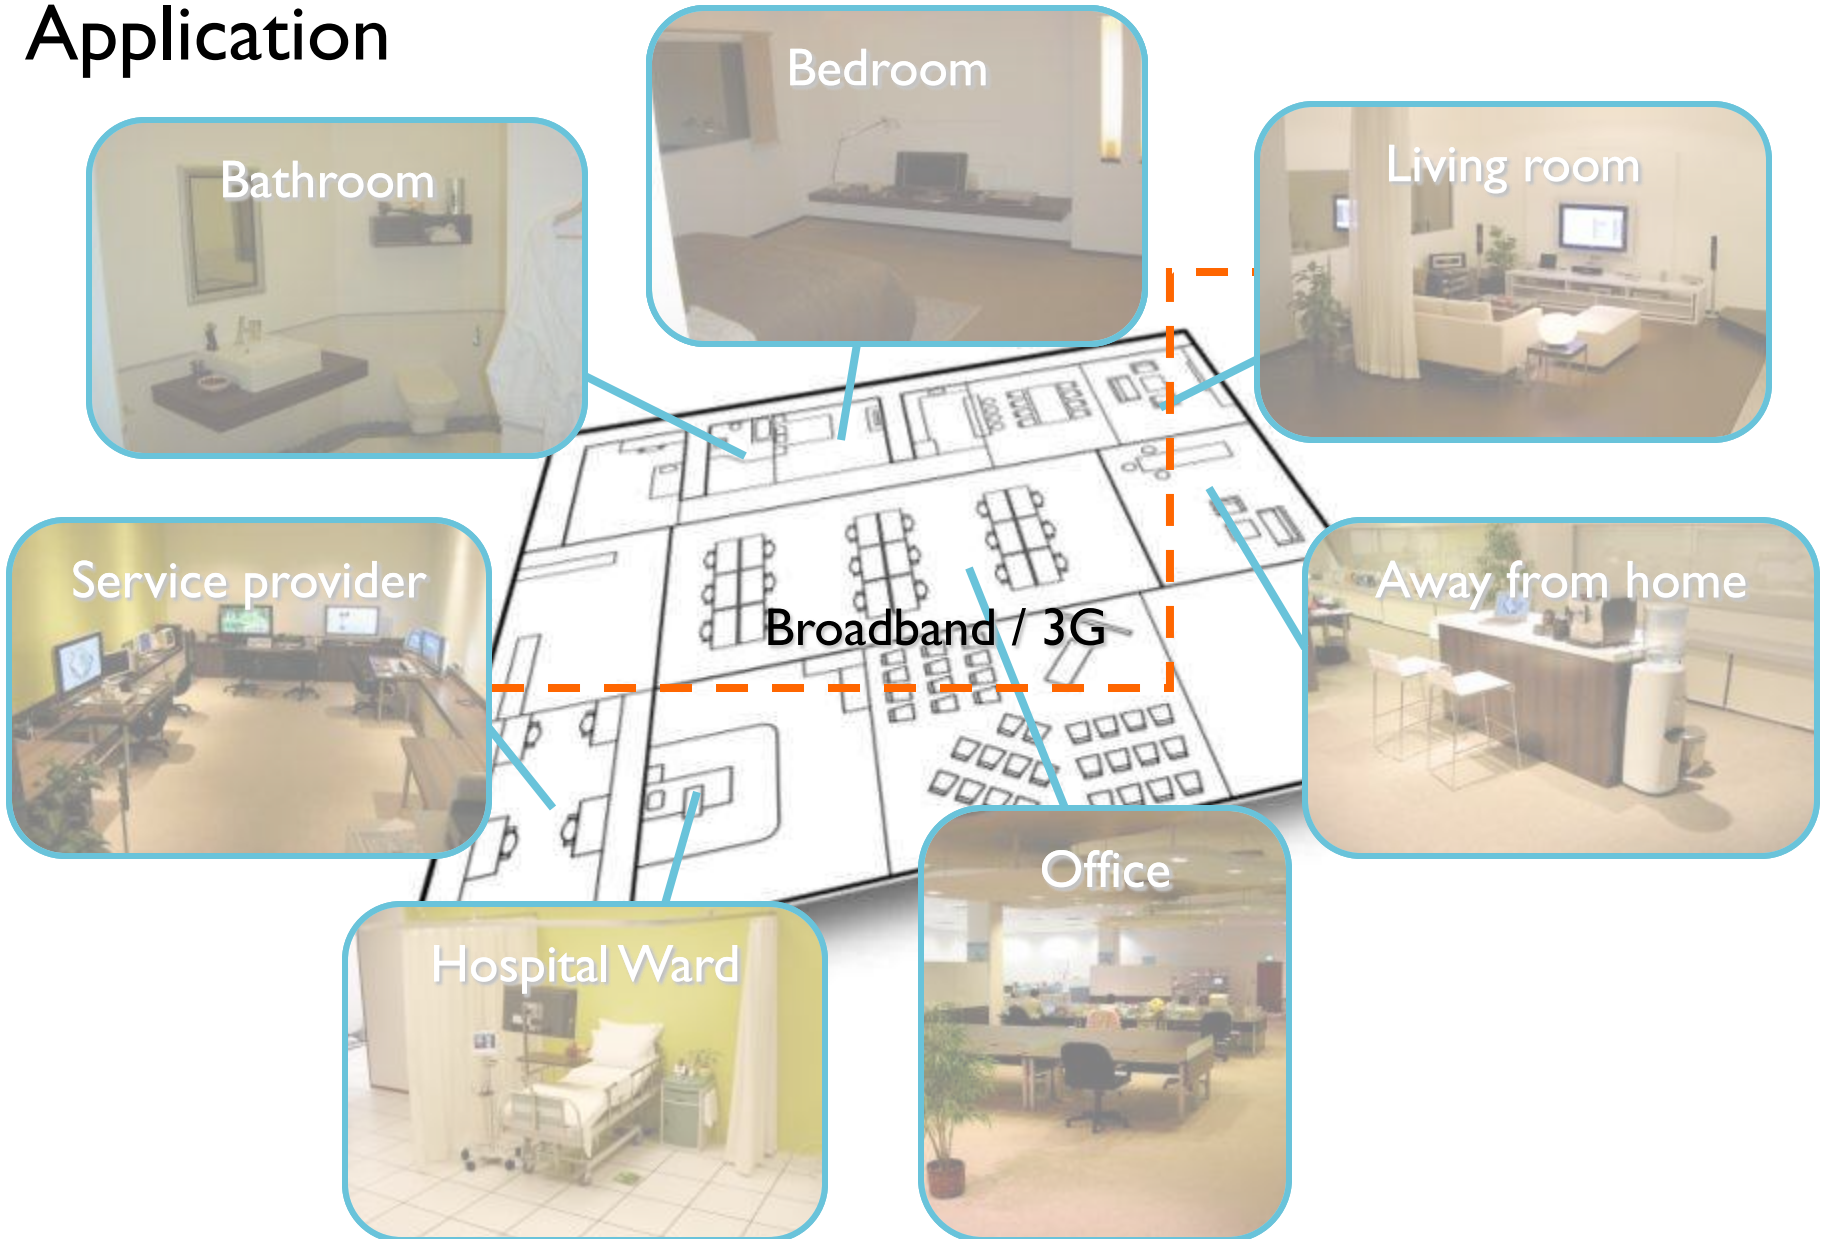 Application
Bedroom
Bathroom
Living room
Service provider
Away from home
Broadband / 3G
Office
Hospital Ward